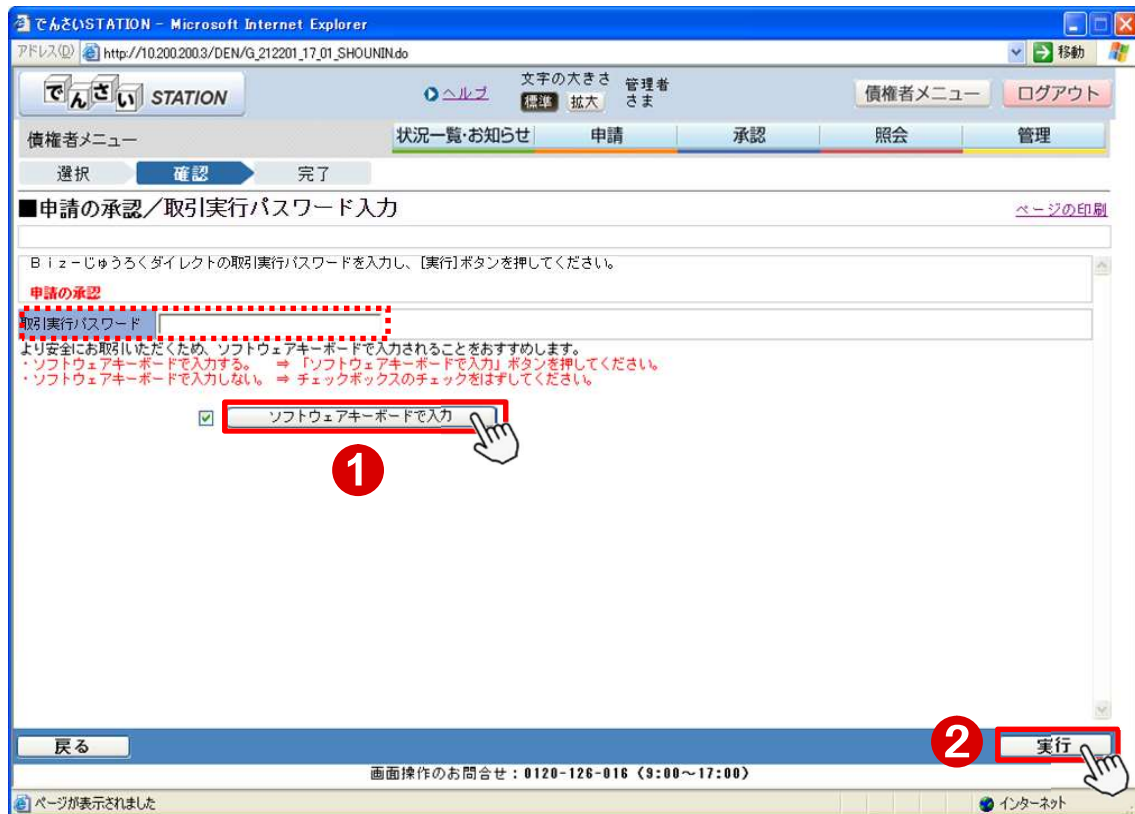 でんさいSTATION - Microsoft Internet Explorer
アドレス(D) http://10.200.200.3/DEN/G_212201_17_01_SHOUNIN.do 移動
でんさい STATION ヘルプ 文字の大きさ 標準 拡大 管理者さま 債権者メニュー ログアウト
債権者メニュー 状況一覧・お知らせ 申請 承認 照会 管理
選択 確認 完了
■申請の承認／取引実行パスワード入力 ページの印刷
Ｂｉｚ－じゅうろくダイレクトの取引実行パスワードを入力し、[実行]ボタンを押してください。
申請の承認
取引実行パスワード
より安全にお取引いただくため、ソフトウェアキーボードで入力されることをおすすめします。
・ソフトウェアキーボードで入力する。 ⇒ 「ソフトウェアキーボードで入力」ボタンを押してください。
・ソフトウェアキーボードで入力しない。 ⇒ チェックボックスのチェックをはずしてください。
ソフトウェアキーボードで入力
1
戻る 2 実行
画面操作のお問合せ：0120-126-016（9:00～17:00）
ページが表示されました インターネット